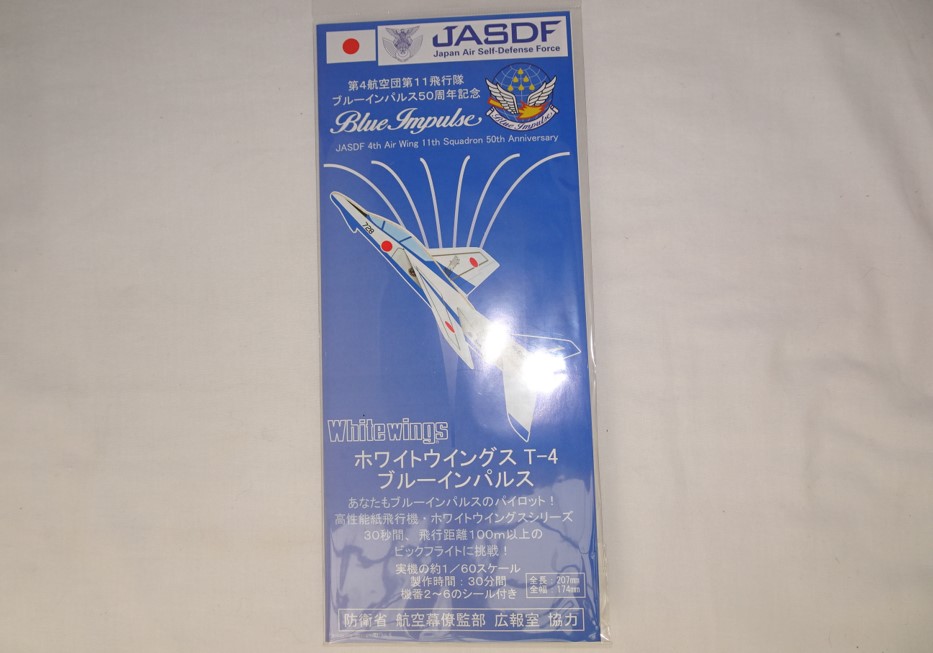 JASDF
Japan Air Self-Defense Force
第4航空団第11飛行隊
ブルーインパルス50周年記念
Blue Impulse
Blue Impulse
JASDF 4th Air Wing 11th Squadron 50th Anniversary
Whitewings
ホワイトウイングス T-4
ブルーインパルス
あなたもブルーインパルスのパイロット！
高性能紙飛行機・ホワイトウイングスシリーズ
30秒間、飛行距離100m以上の
ビックフライトに挑戦！
実機の約1／60スケール
製作時間：30分間
機番2～6のシール付き
全長：207mm
全幅：174mm
防衛省 航空幕僚監部 広報室 協力